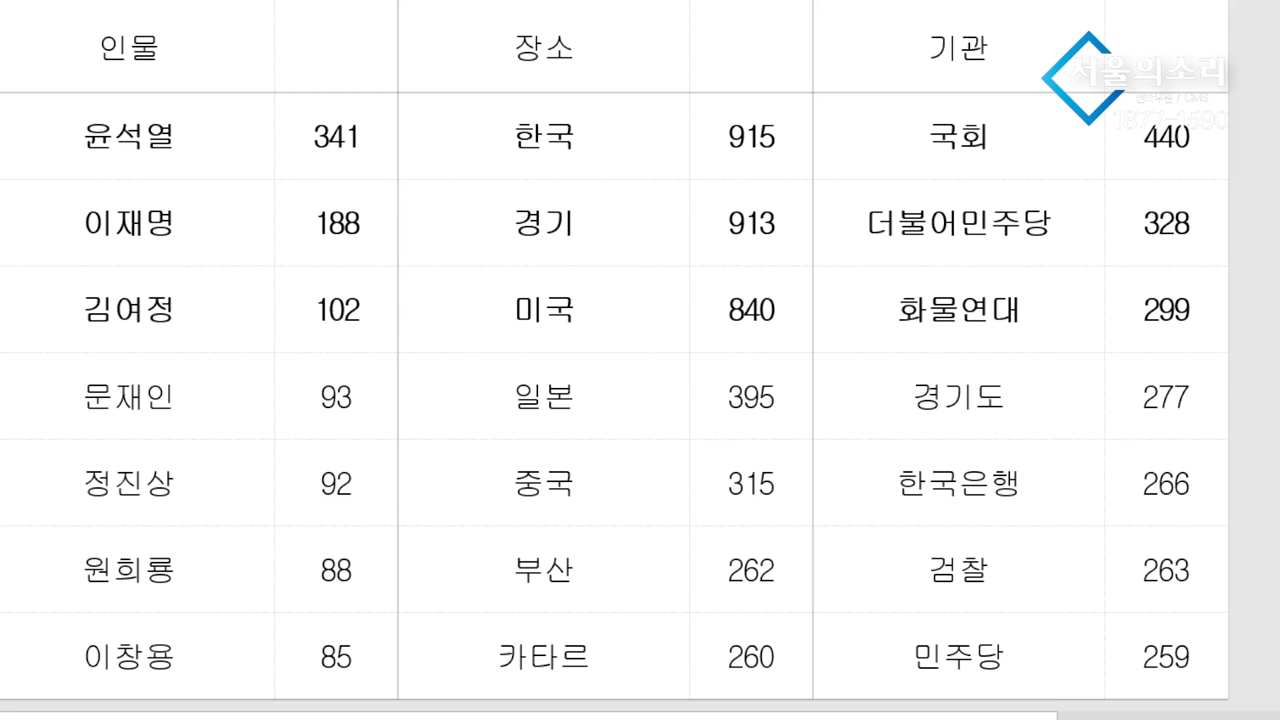 인물 장소 기관
서울의소리
1877-1580
윤석열 341 한국 915 국회 440
이재명 188 경기 913 더불어민주당 328
김여정 102 미국 840 화물연대 299
문재인 93 일본 395 경기도 277
정진상 92 중국 315 한국은행 266
원희룡 88 부산 262 검찰 263
이창용 85 카타르 260 민주당 259